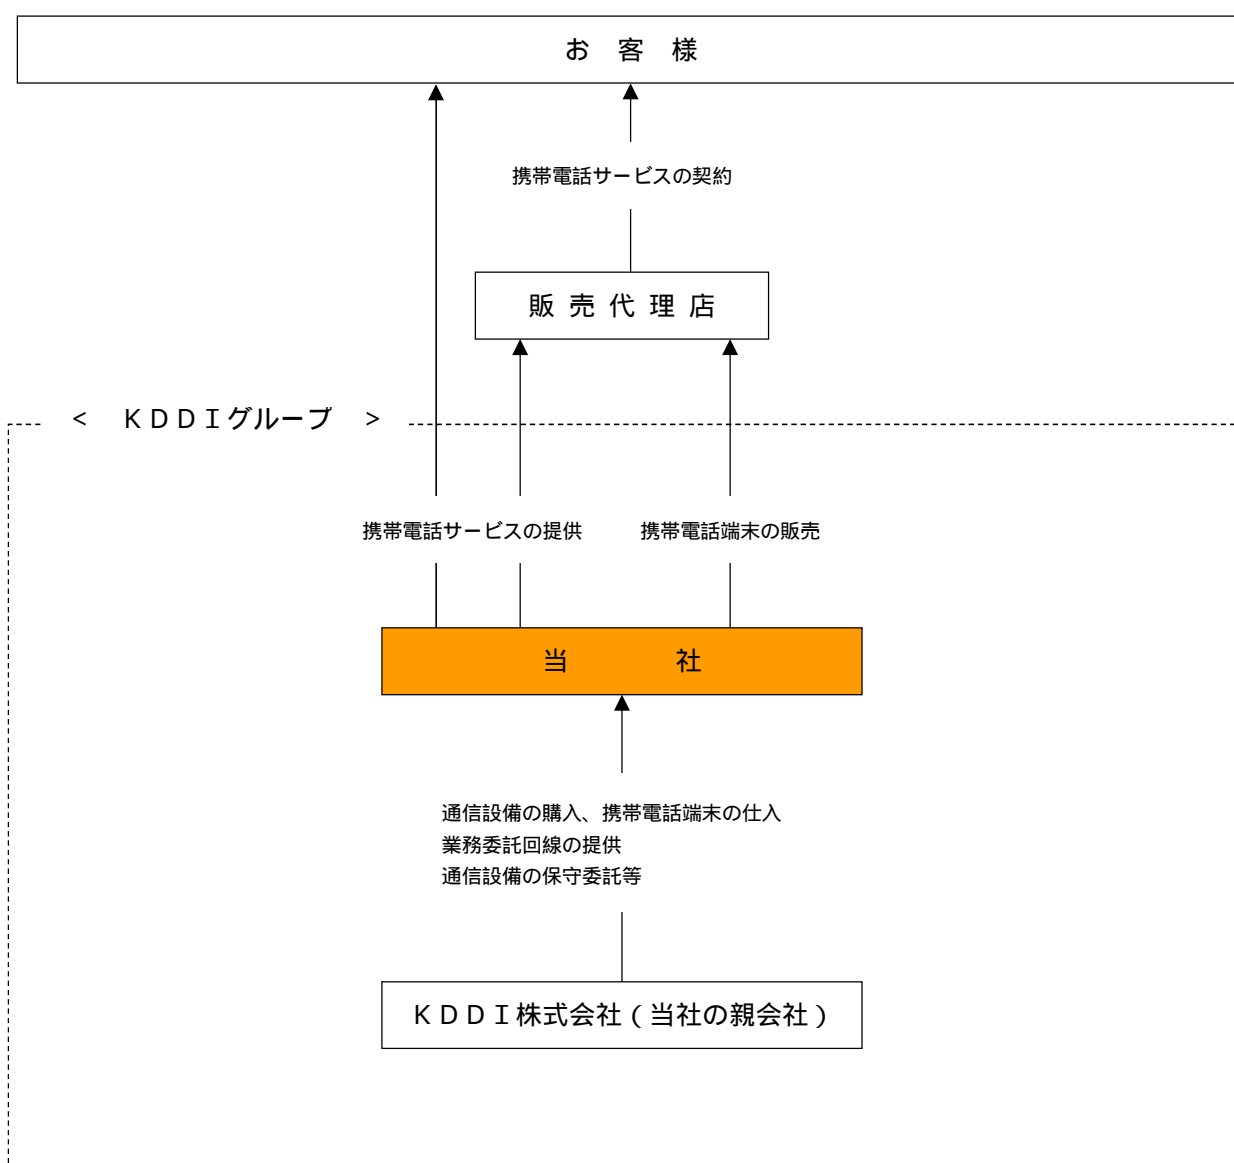 お 客 様
携帯電話サービスの契約
販 売 代 理 店
< ＫＤＤＩグループ >
携帯電話サービスの提供
携帯電話端末の販売
当 社
通信設備の購入、携帯電話端末の仕入
業務委託回線の提供
通信設備の保守委託等
ＫＤＤＩ株式会社 ( 当社の親会社 )